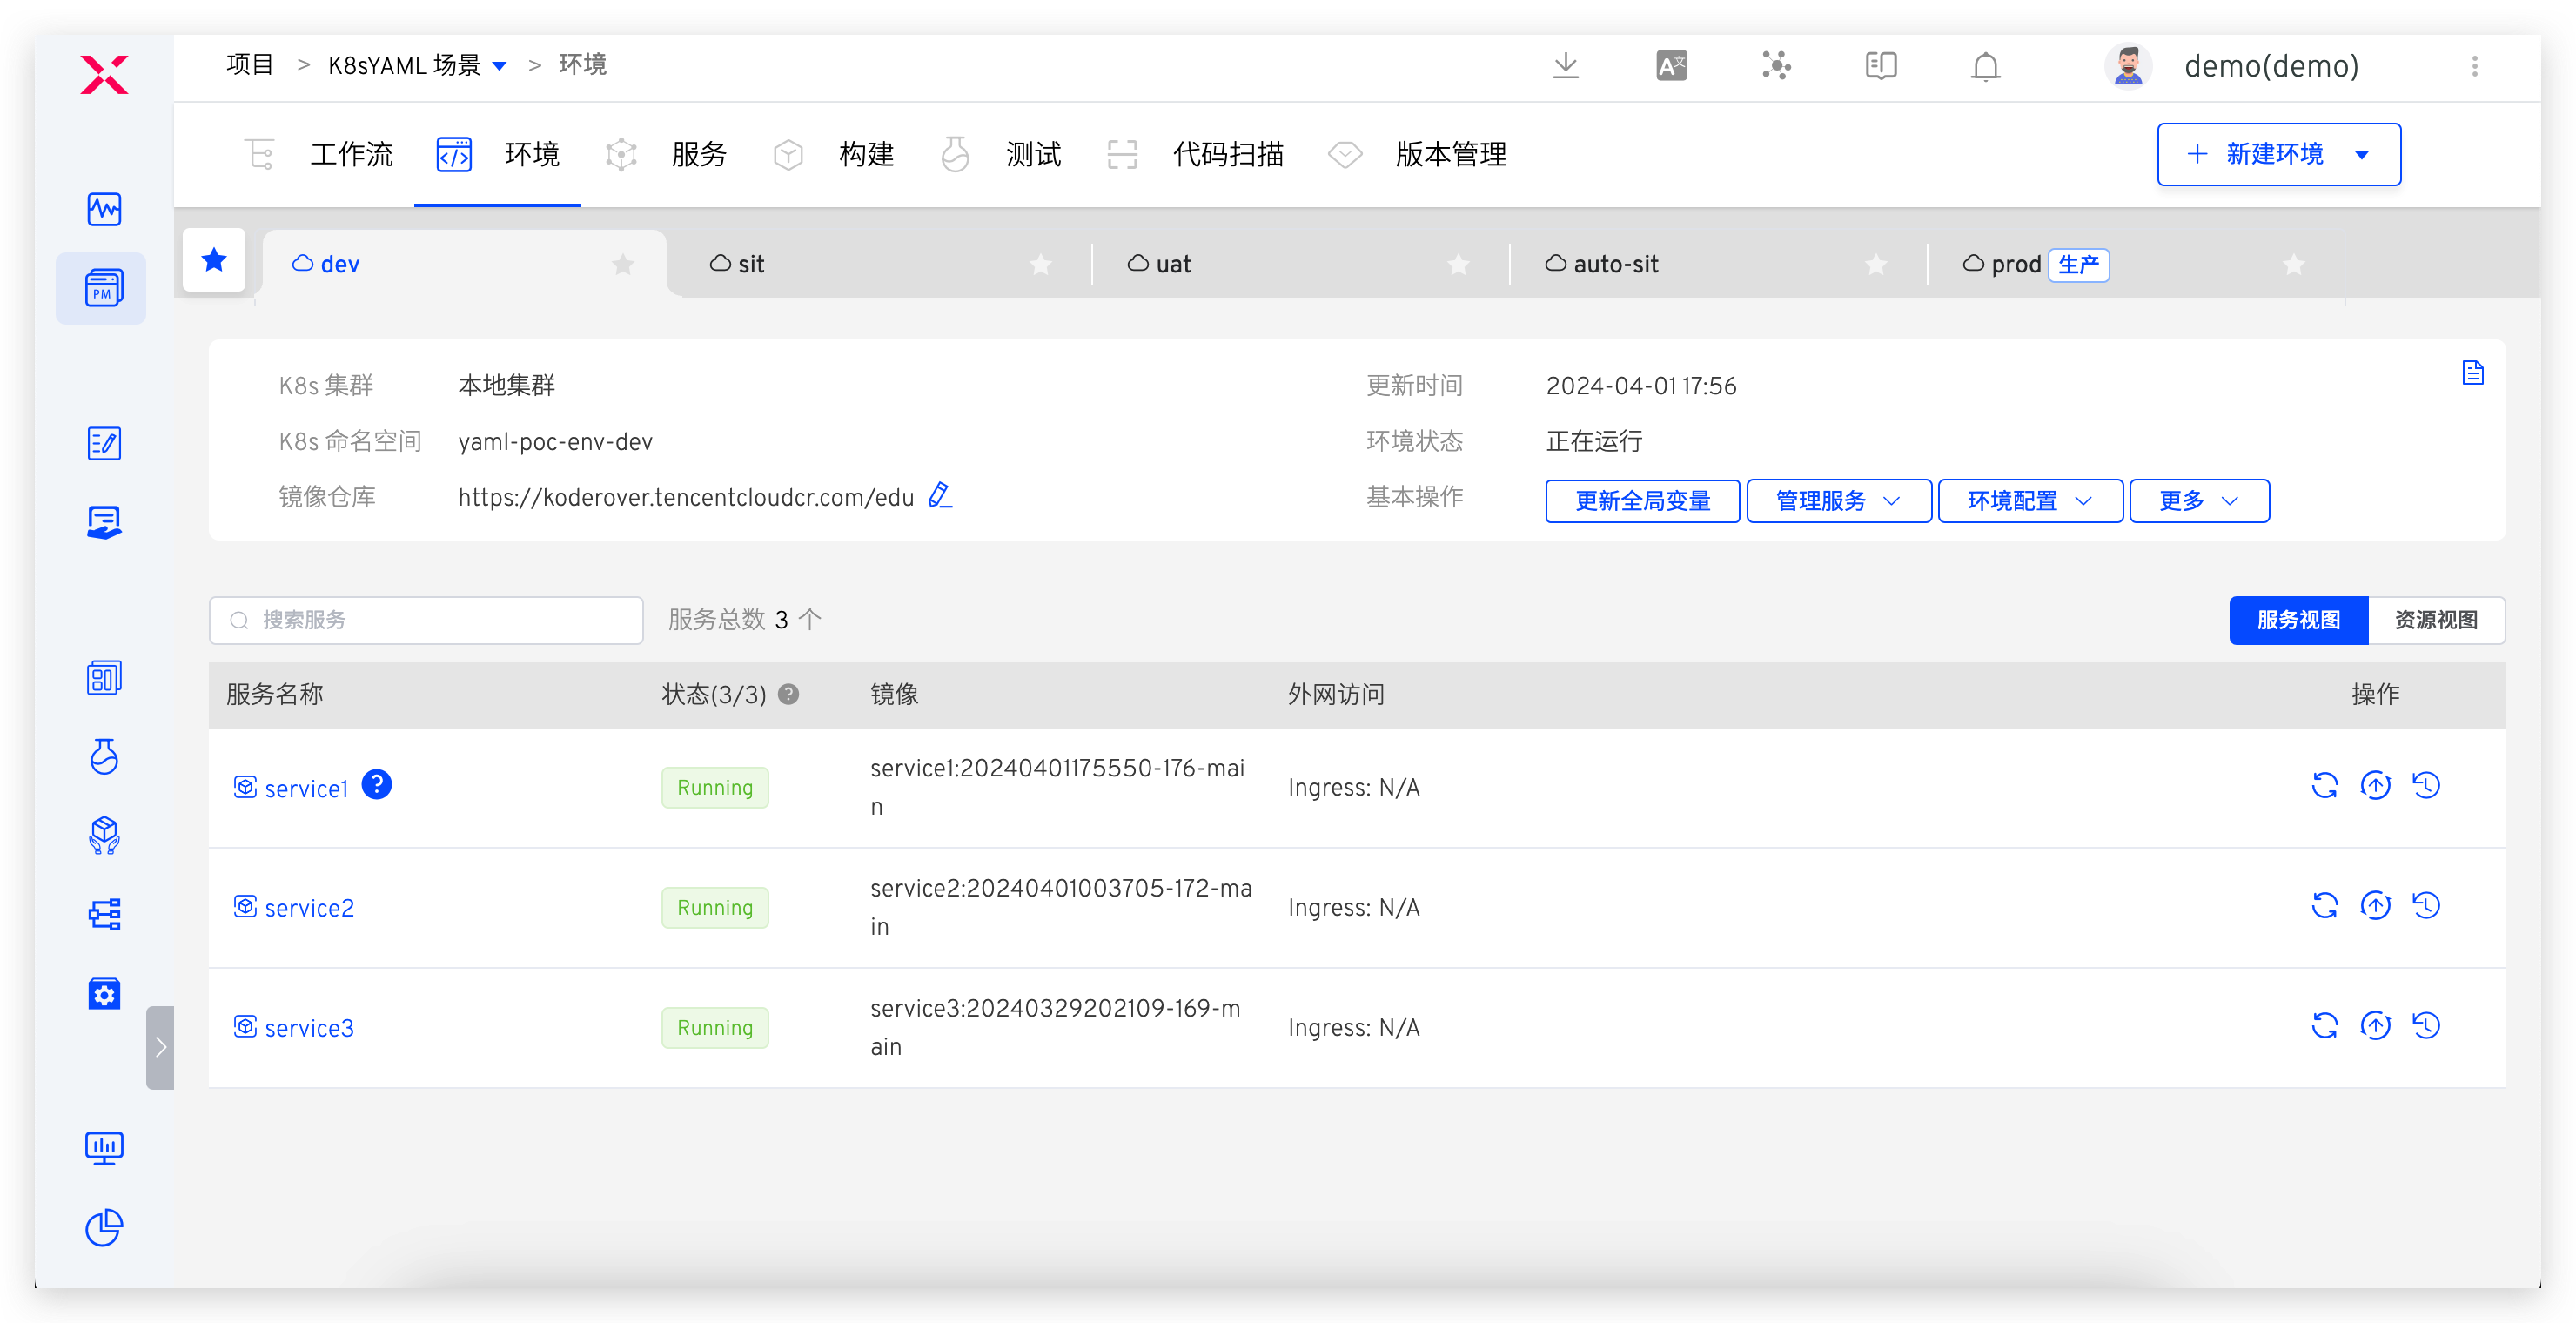 项目 > K8sYAML 场景 > 环境
demo(demo)
工作流 环境 服务 构建 测试 代码扫描 版本管理
+ 新建环境
dev sit uat auto-sit prod 生产
PM
K8s 集群 本地集群 更新时间 2024-04-01 17:56
K8s 命名空间 yaml-poc-env-dev 环境状态 正在运行
镜像仓库 https://koderover.tencentcloudcr.com/edu 基本操作 更新全局变量 管理服务 环境配置 更多
搜索服务 服务总数 3 个 服务视图 资源视图
服务名称 状态(3/3) ? 镜像 外网访问 操作
service1 ? Running service1:20240401175550-176-mai
n Ingress: N/A
service2 Running service2:20240401003705-172-ma
in Ingress: N/A
service3 Running service3:20240329202109-169-m
ain Ingress: N/A